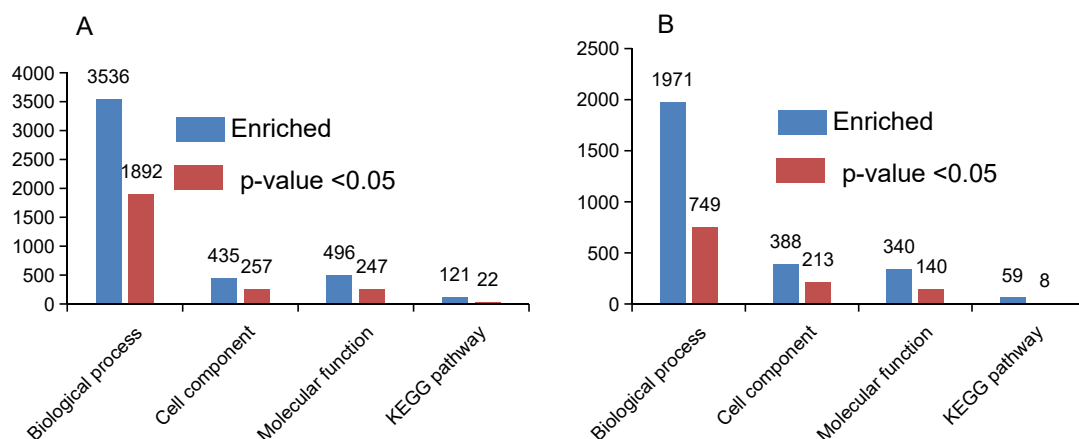 A
4000
3500
3000
2500
2000
1500
1000
500
0
3536
1892
435
257
496
247
121
22
Enriched
p-value <0.05
Biological process
Cell component
Molecular function
KEGG pathway
B
2500
2000
1500
1000
500
0
1971
749
388
213
340
140
59
8
Enriched
p-value <0.05
Biological process
Cell component
Molecular function
KEGG pathway